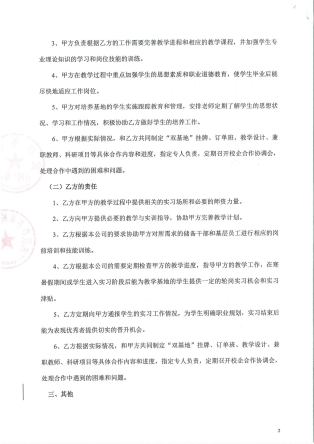 3、甲方负责根据乙方的工作需要完善教学进程和相应的教学课程，并加强学生专
业理论知识的学习和岗位技能的训练。
4、甲方在教学过程中重点加强学生的思想素质和职业道德教育，使学生毕业后能
尽快地适应工作岗位。
5、甲方对培养基地的学生实施跟踪教育和管理，安排老师定期了解学生的思想状
况、学习和工作情况，积极协助乙方做好学生的培养工作。
6、甲方根据实际情况，和乙方共同制定“双基地”挂牌、订单班、教学设计、兼
职教师、科研项目等具体合作内容和进度，指定专人负责，定期召开校企合作协调会，
处理合作中遇到的困难和问题。
（二）乙方的责任
1、乙方在甲方的教学过程中提供相关的实习场所和必要的师资力量。
2、乙方向甲方提供必要的教学与实训指导，协助甲方完善教学计划。
3、乙方根据本公司的要求协助甲方对所需求的储备干部和基层员工进行相应的岗
前培训和技能训练。
4、乙方根据本公司的需要定期检查甲方的教学进度，指导甲方的教学工作，在寒
暑假期间或学生进入实习阶段后能为教学基地的学生提供一定的轮岗实习机会和实习
津贴。
5、乙方定期向甲方通报学生的实习工作情况，为学生明确职业规划，实习结束后
能为表现优秀者提供切实的晋升机会。
6、乙方根据实际情况，和甲方共同制定“双基地”挂牌、订单班、教学设计、兼
职教师、科研项目等具体合作内容和进度，指定专人负责，定期召开校企合作协调会，
处理合作中遇到的困难和问题。
三、其他
2